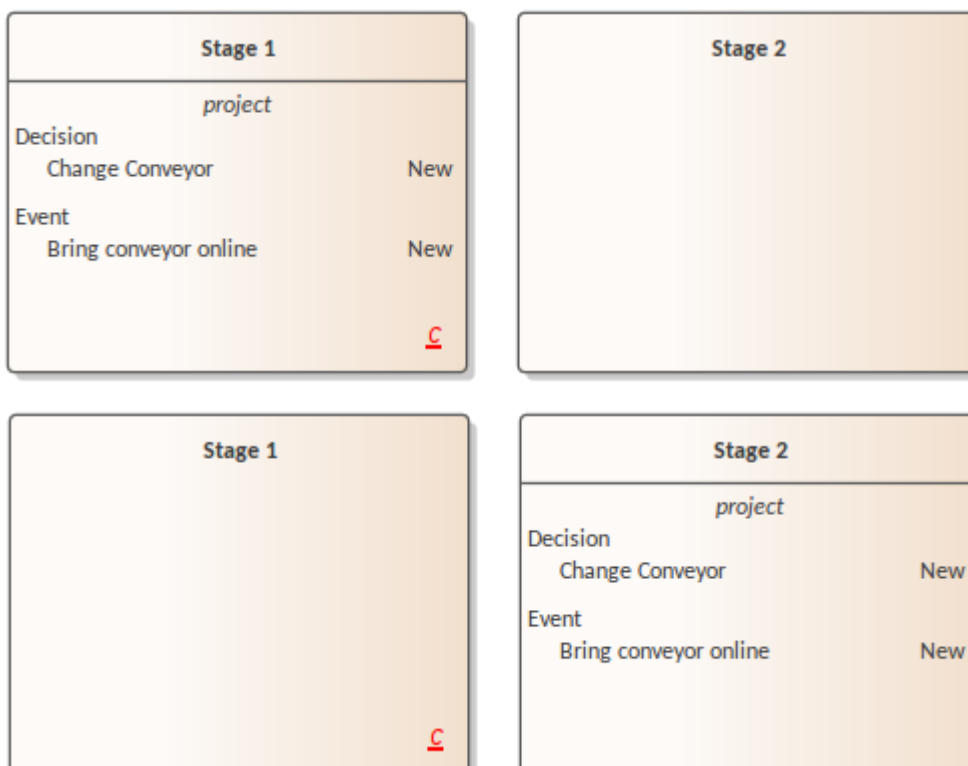 Stage 1
project
Decision
Change Conveyor New
Event
Bring conveyor online New
C
Stage 2
Stage 1
C
Stage 2
project
Decision
Change Conveyor New
Event
Bring conveyor online New